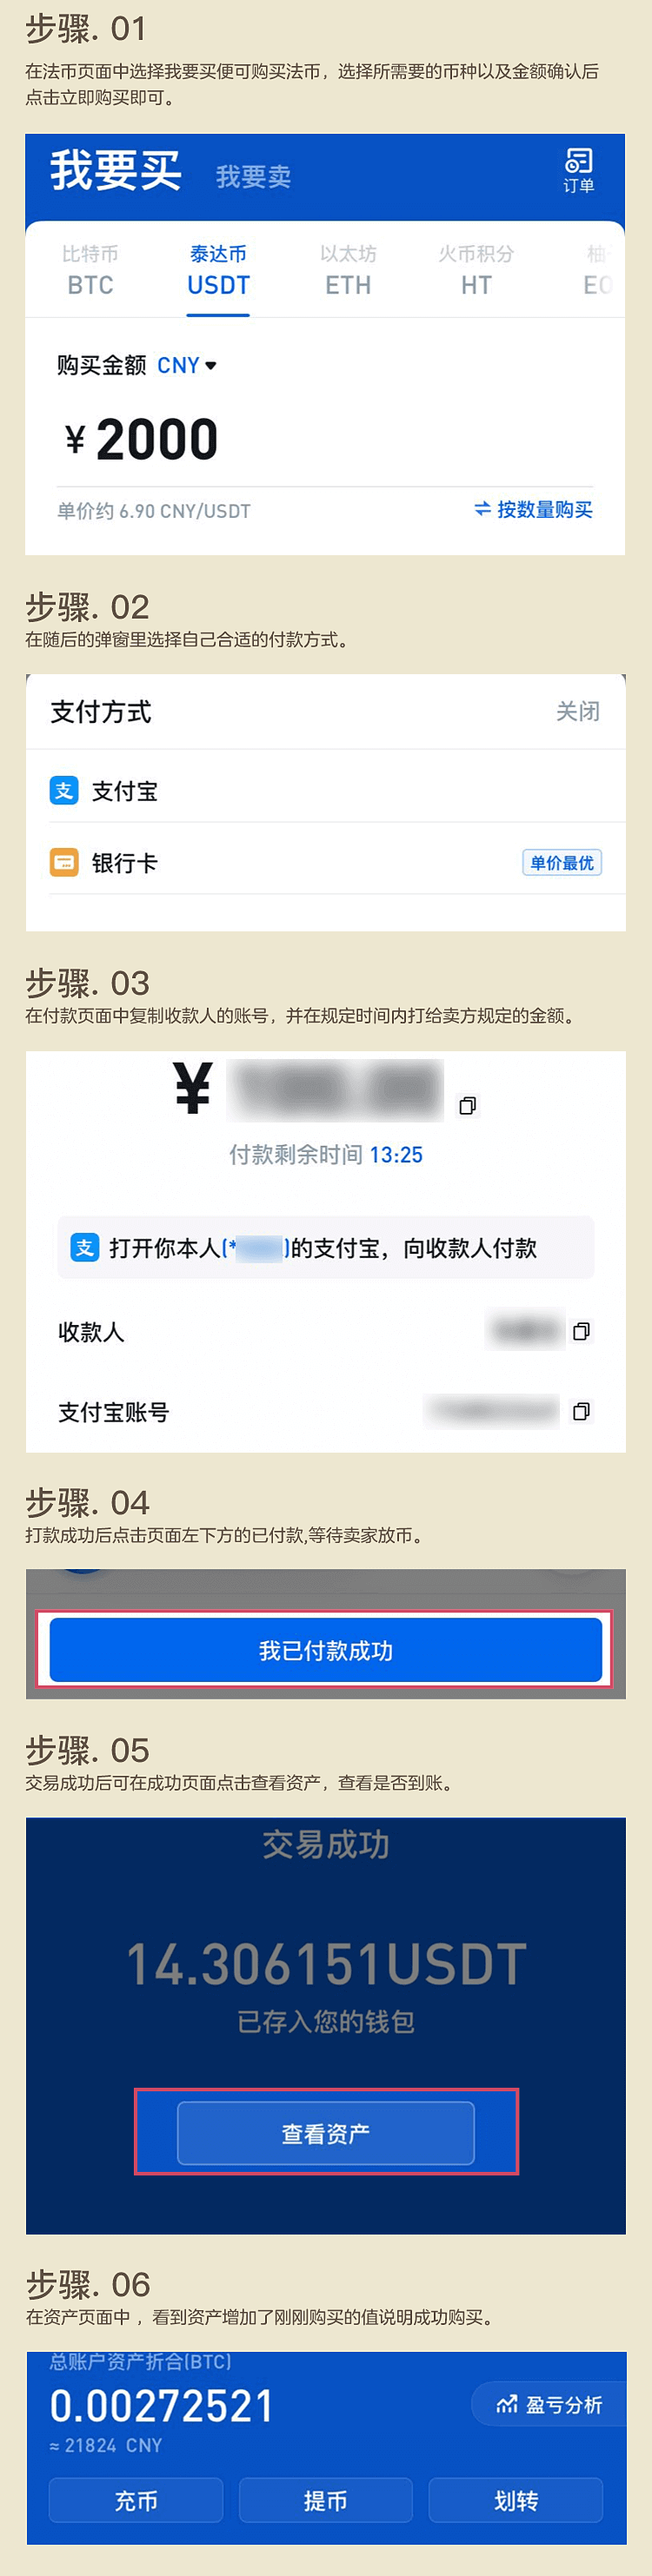 步骤. 01
在法币页面中选择我要买便可购买法币，选择所需要的币种以及金额确认后
点击立即购买即可。
我要买 我要卖
订单
比特币 泰达币 以太坊 火币积分
BTC USDT ETH HT EO
购买金额 CNY
¥2000
单价约 6.90 CNY/USDT 按数量购买
步骤. 02
在随后的弹窗里选择自己合适的付款方式。
支付方式 关闭
支 支付宝
银行卡 单价最优
步骤. 03
在付款页面中复制收款人的账号，并在规定时间内打给卖方规定的金额。
¥
付款剩余时间 13:25
支 打开你本人(* )的支付宝，向收款人付款
收款人
支付宝账号
步骤. 04
打款成功后点击页面左下方的已付款,等待卖家放币。
我已付款成功
步骤. 05
交易成功后可在成功页面点击查看资产，查看是否到账。
交易成功
14.306151USDT
已存入您的钱包
查看资产
步骤. 06
在资产页面中 ，看到资产增加了刚刚购买的值说明成功购买。
总账户资产折合(BTC)
0.00272521
盈亏分析
≈ 21824 CNY
充币 提币 划转